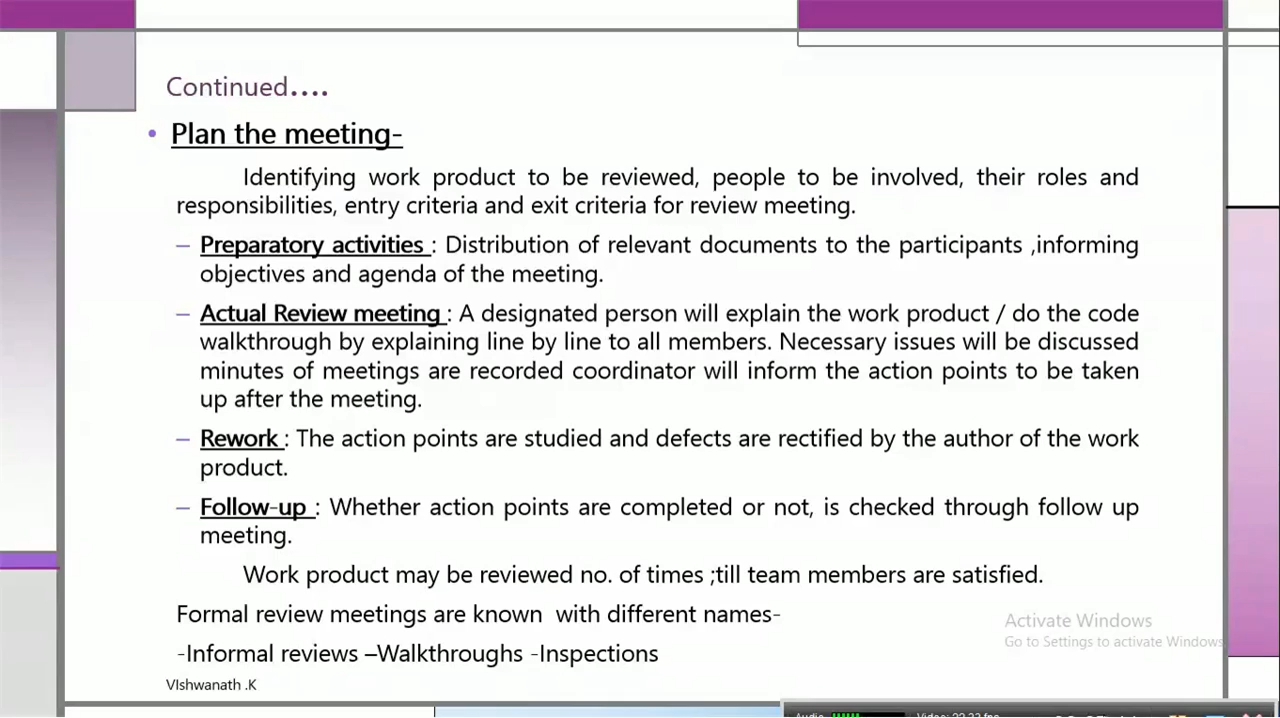 Continued....
• Plan the meeting-
Identifying work product to be reviewed, people to be involved, their roles and
responsibilities, entry criteria and exit criteria for review meeting.
– Preparatory activities : Distribution of relevant documents to the participants ,informing
objectives and agenda of the meeting.
– Actual Review meeting : A designated person will explain the work product / do the code
walkthrough by explaining line by line to all members. Necessary issues will be discussed
minutes of meetings are recorded coordinator will inform the action points to be taken
up after the meeting.
– Rework : The action points are studied and defects are rectified by the author of the work
product.
– Follow-up : Whether action points are completed or not, is checked through follow up
meeting.
Work product may be reviewed no. of times ;till team members are satisfied.
Formal review meetings are known with different names-
-Informal reviews –Walkthroughs -Inspections
Activate Windows
Go to Settings to activate Windows
VIshwanath .K